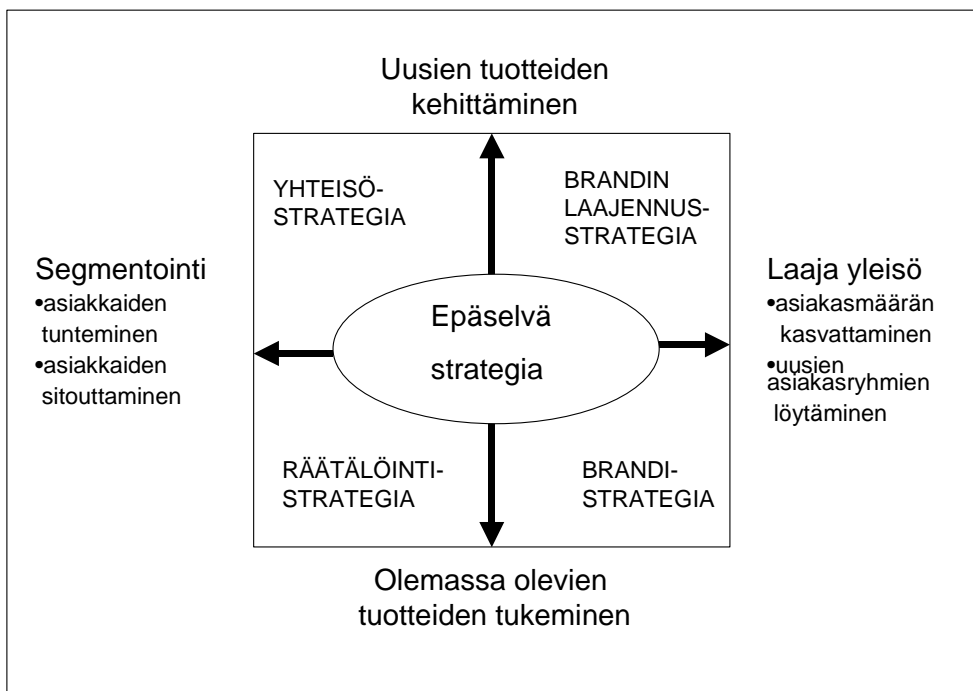 Uusien tuotteiden
kehittäminen
YHTEISÖ-
STRATEGIA
BRANDIN
LAAJENNUS-
STRATEGIA
Segmentointi
•asiakkaiden
tunteminen
•asiakkaiden
sitouttaminen
Epäselvä
strategia
Laaja yleisö
•asiakasmäärän
kasvattaminen
•uusien
asiakasryhmien
löytäminen
RÄÄTÄLÖINTI-
STRATEGIA
BRANDI-
STRATEGIA
Olemassa olevien
tuotteiden tukeminen